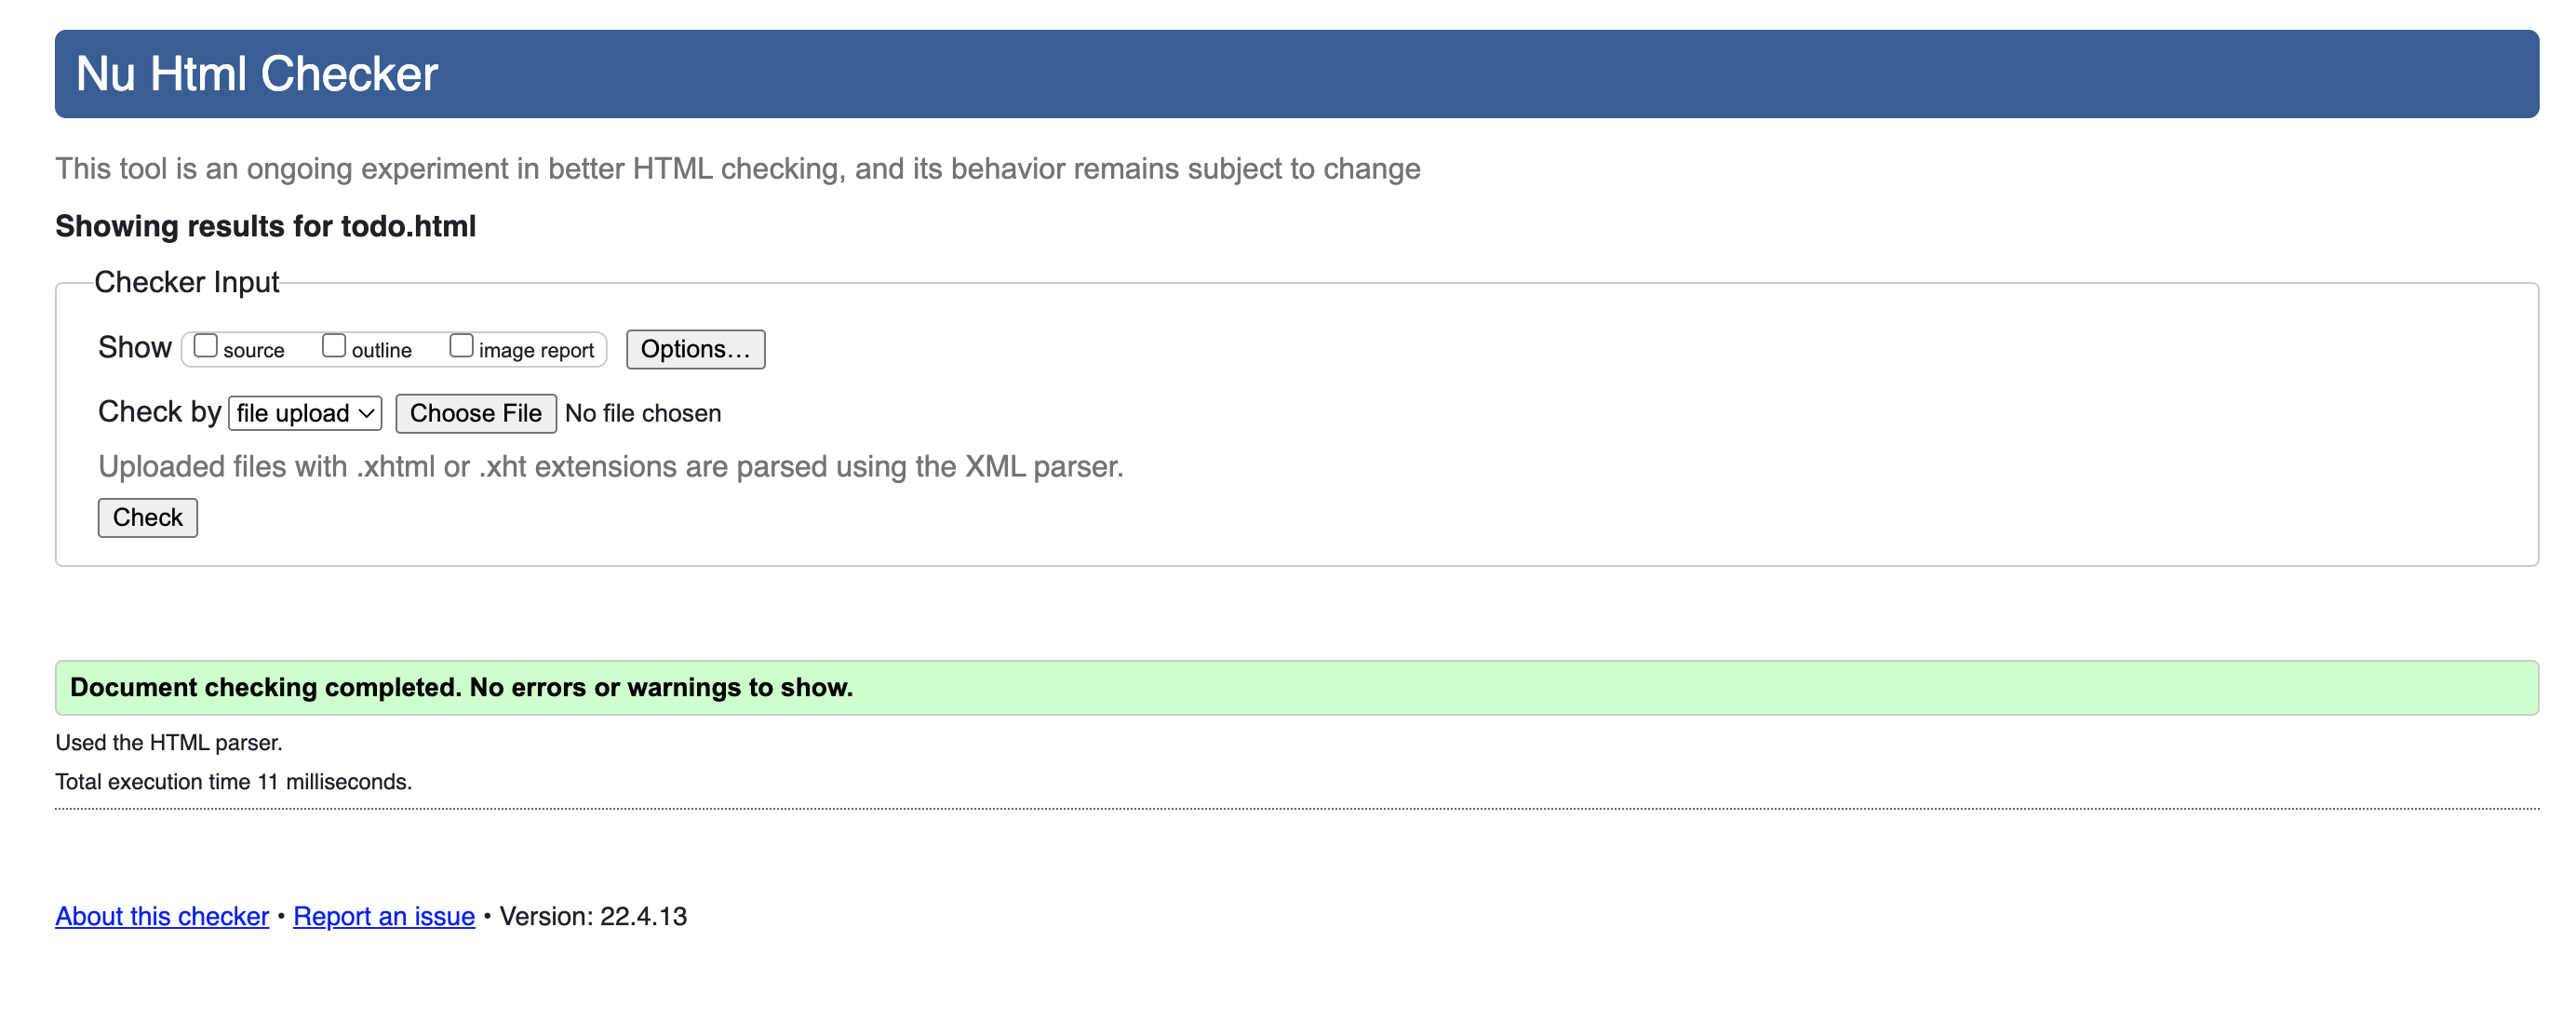 Nu Html Checker
This tool is an ongoing experiment in better HTML checking, and its behavior remains subject to change
Showing results for todo.html
Checker Input
Show source outline image report Options…
Check by file upload Choose File No file chosen
Uploaded files with .xhtml or .xht extensions are parsed using the XML parser.
Check
Document checking completed. No errors or warnings to show.
Used the HTML parser.
Total execution time 11 milliseconds.
About this checker • Report an issue • Version: 22.4.13